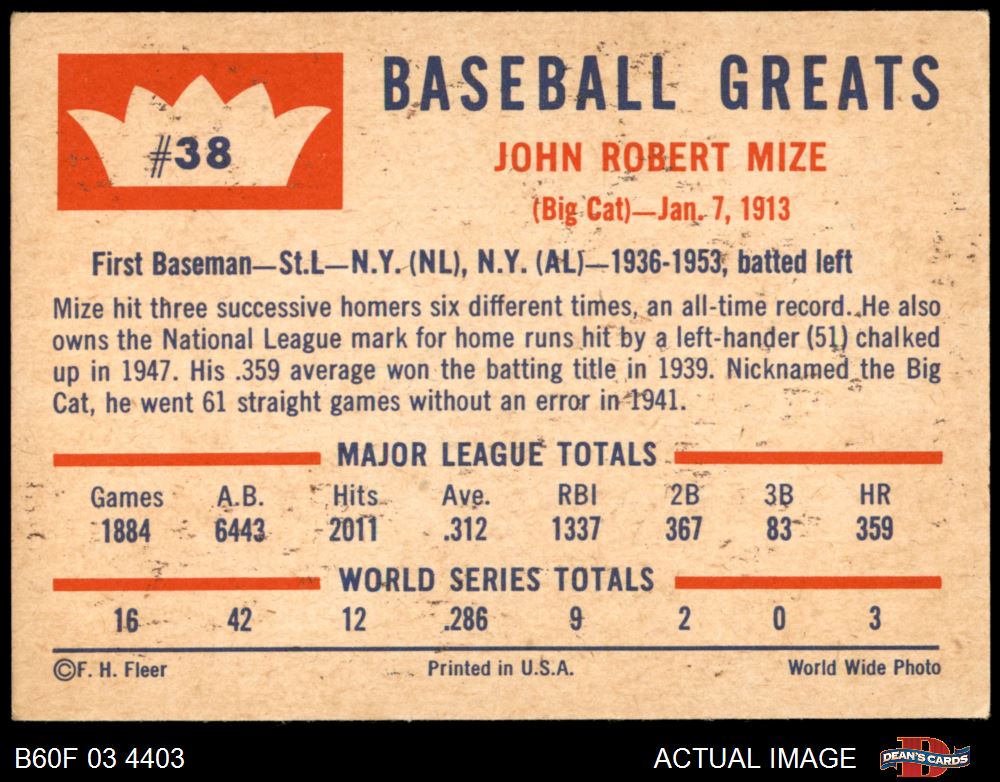 #38
BASEBALL GREATS
JOHN ROBERT MIZE
(Big Cat)—Jan. 7, 1913
First Baseman—St.L—N.Y. (NL), N.Y. (AL)—1936-1953, batted left
Mize hit three successive homers six different times, an all-time record. He also
owns the National League mark for home runs hit by a left-hander (51) chalked
up in 1947. His .359 average won the batting title in 1939. Nicknamed the Big
Cat, he went 61 straight games without an error in 1941.
MAJOR LEAGUE TOTALS
Games A.B. Hits Ave. RBI 2B 3B HR
1884 6443 2011 .312 1337 367 83 359
WORLD SERIES TOTALS
16 42 12 .286 9 2 0 3
©F. H. Fleer Printed in U.S.A. World Wide Photo
B60F 03 4403 ACTUAL IMAGE DEAN'S CARDS